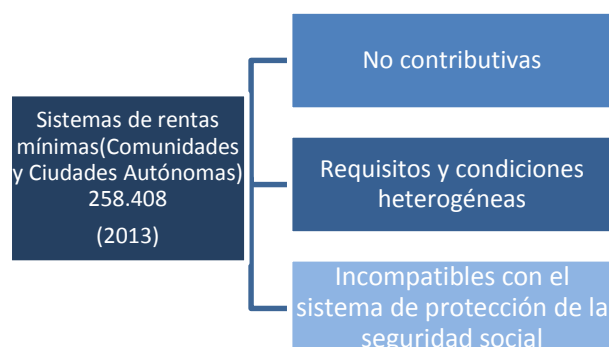 Sistemas de rentas
mínimas(Comunidades
y Ciudades Autónomas)
258.408
(2013)
No contributivas
Requisitos y condiciones
heterogéneas
Incompatibles con el
sistema de protección de la
seguridad social